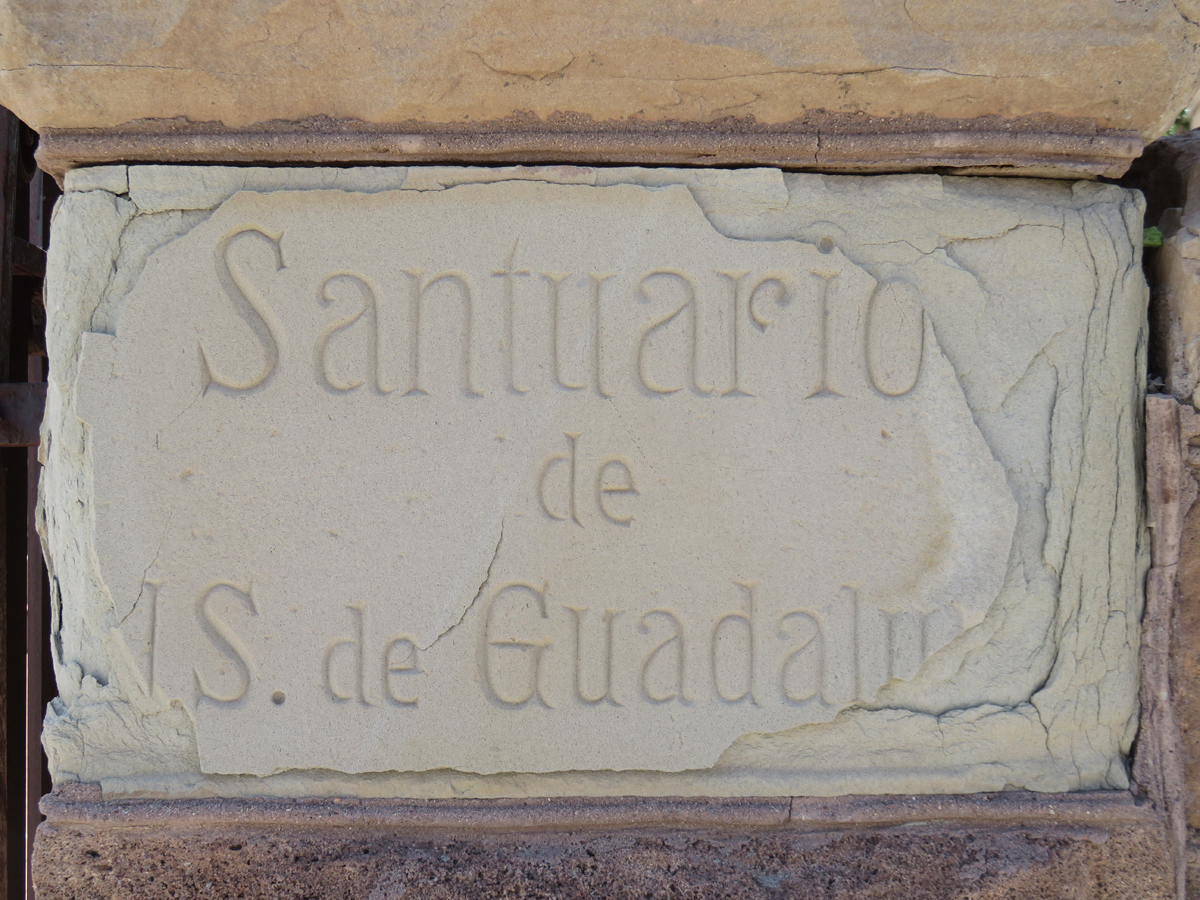 Santuario
de
S. de Guadalu